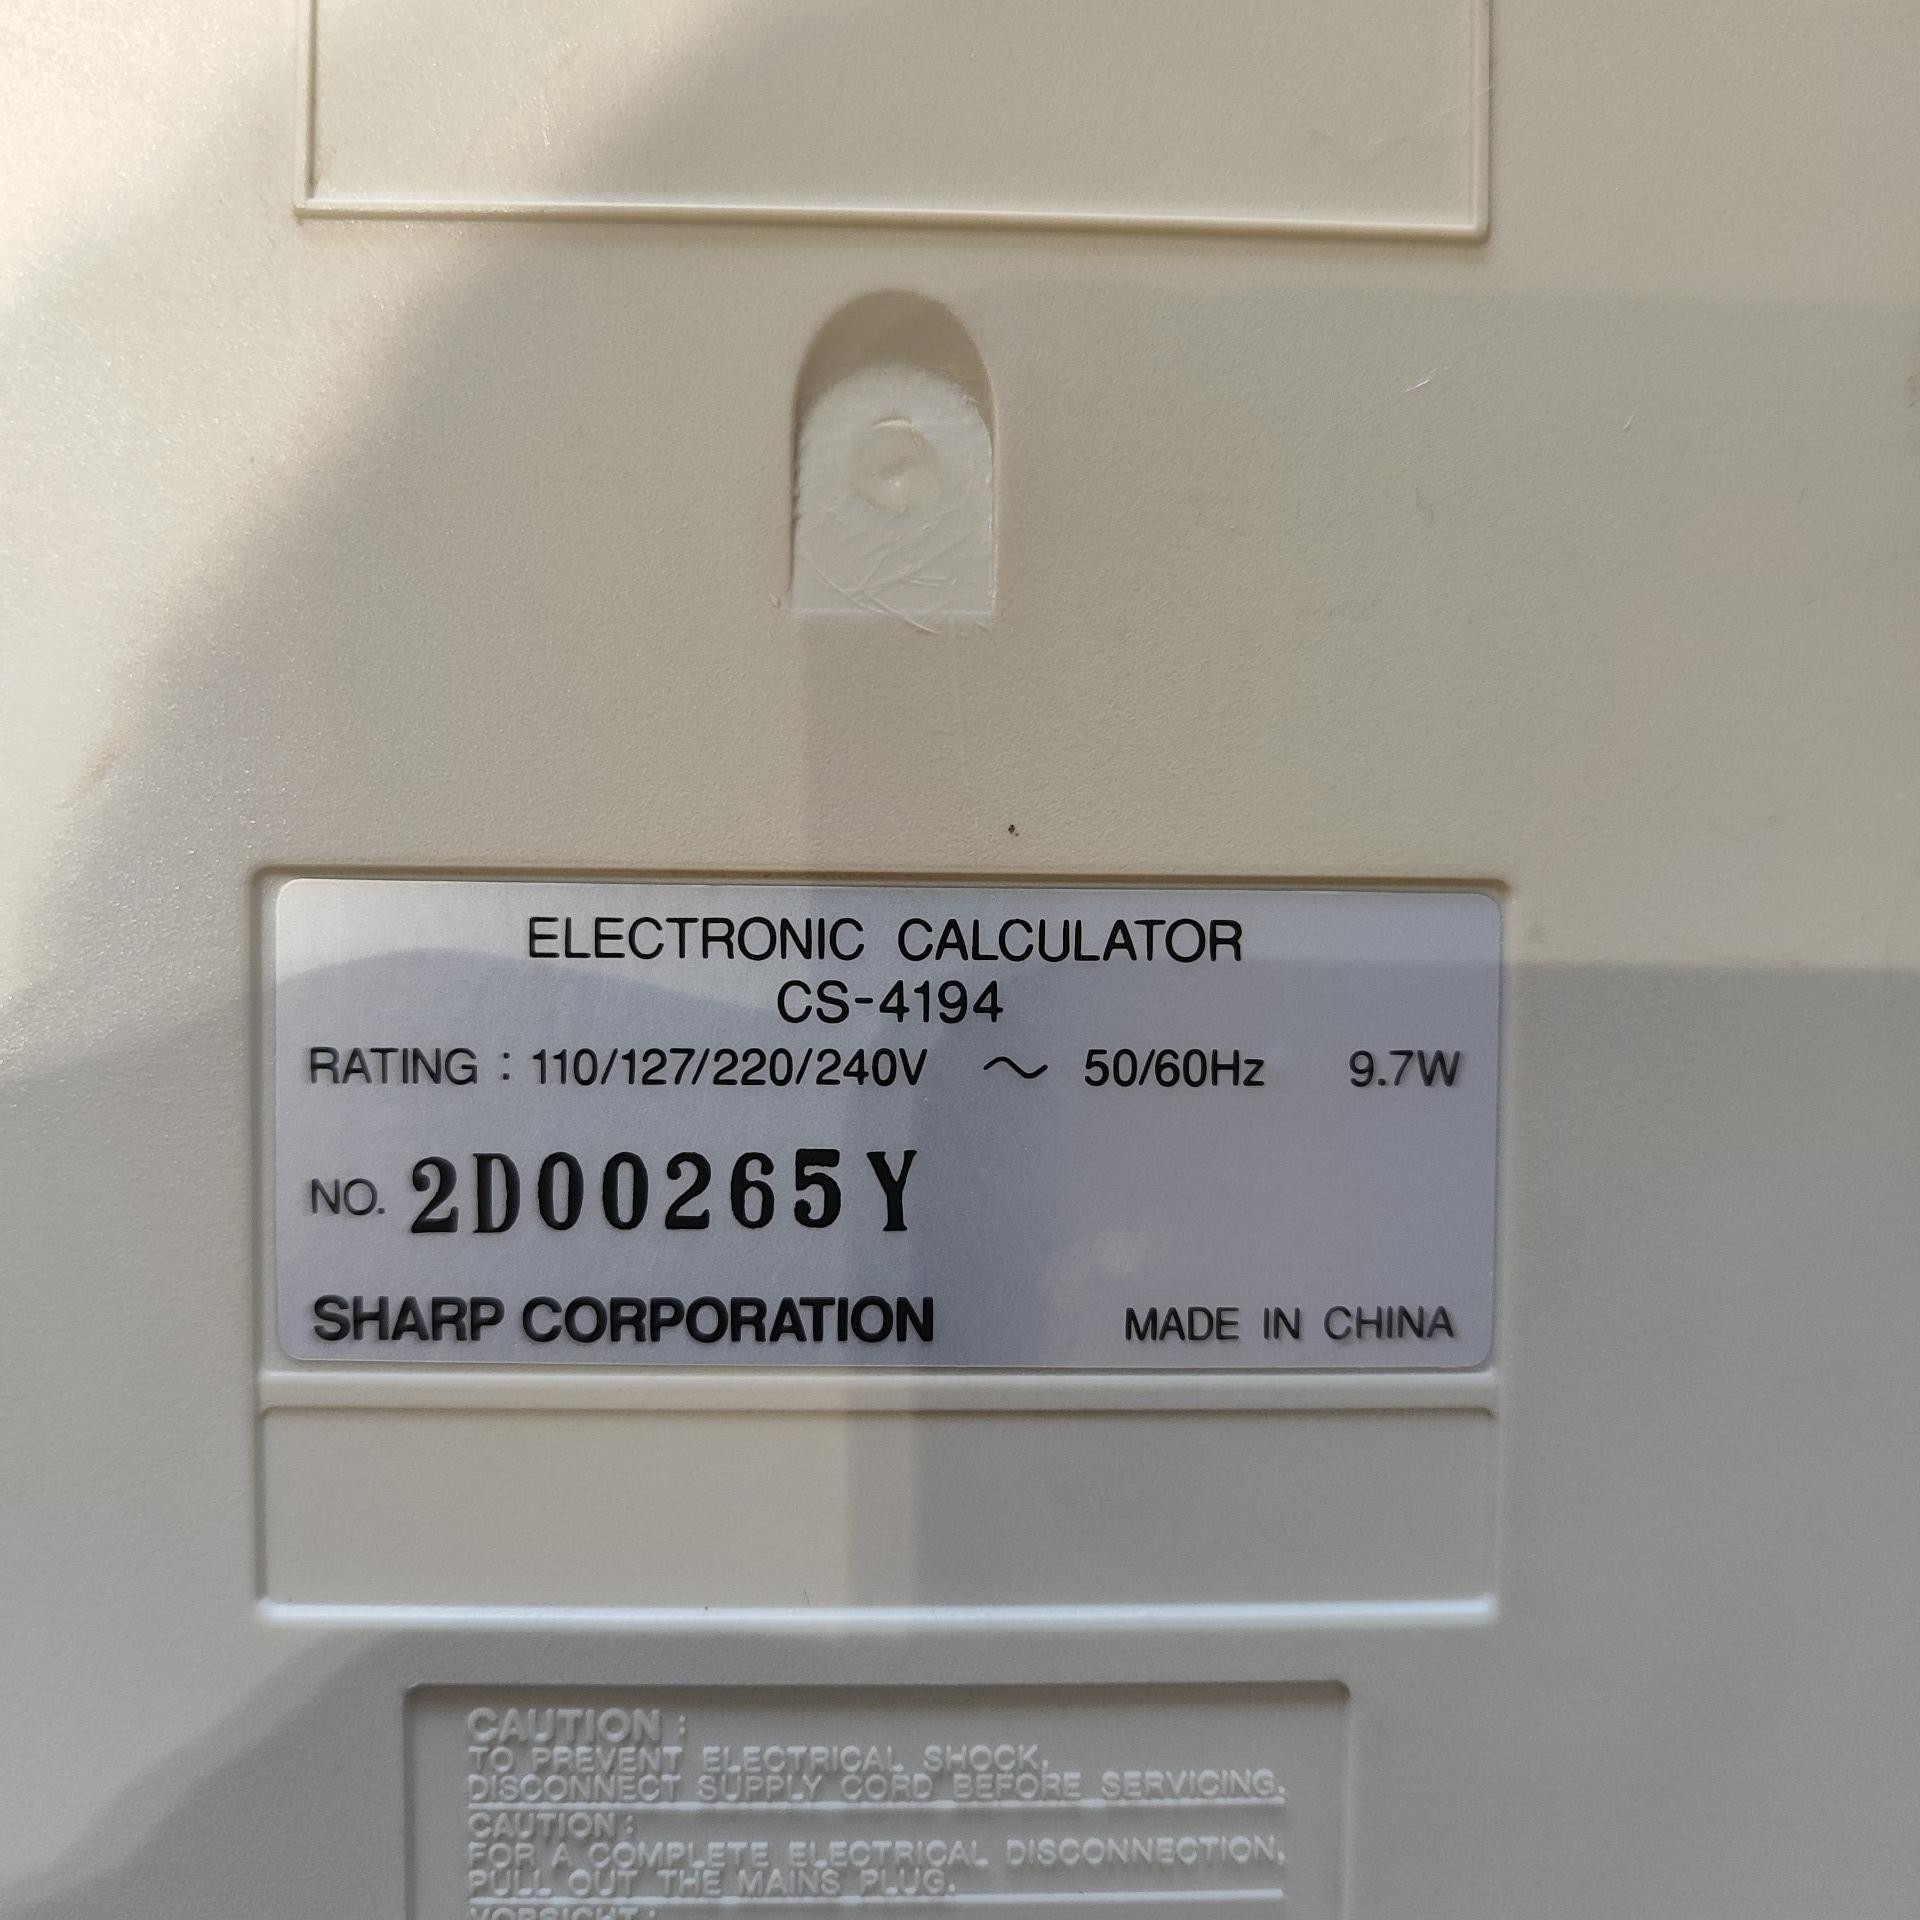 ELECTRONIC CALCULATOR
CS-4194
RATING : 110/127/220/240V ～ 50/60Hz 9.7W
NO. 2D00265Y
SHARP CORPORATION MADE IN CHINA
CAUTION :
TO PREVENT ELECTRICAL SHOCK,
DISCONNECT SUPPLY CORD BEFORE SERVICING.
CAUTION :
FOR A COMPLETE ELECTRICAL DISCONNECTION,
PULL OUT THE MAINS PLUG.
VORSICHT :